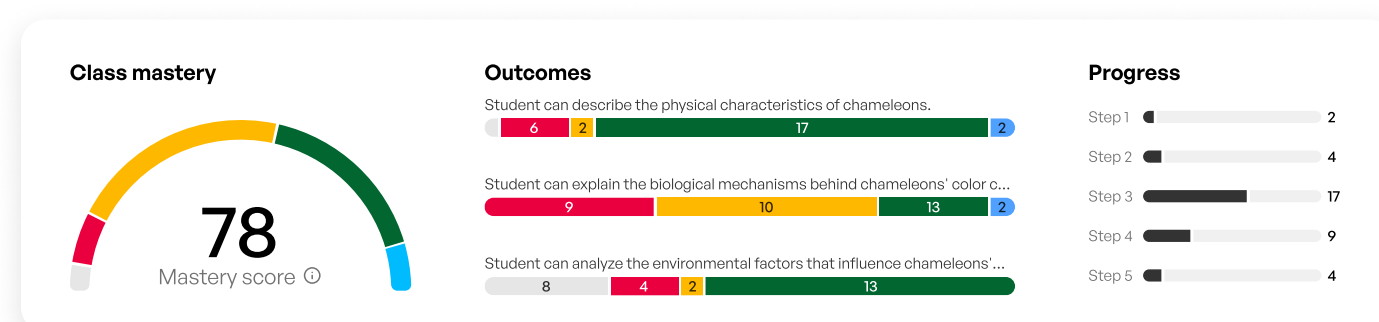 Class mastery
78
Mastery score
Outcomes
Student can describe the physical characteristics of chameleons.
6 2 17 2
Student can explain the biological mechanisms behind chameleons' color c...
9 10 13 2
Student can analyze the environmental factors that influence chameleons'...
8 4 2 13
Progress
Step 1 2
Step 2 4
Step 3 17
Step 4 9
Step 5 4